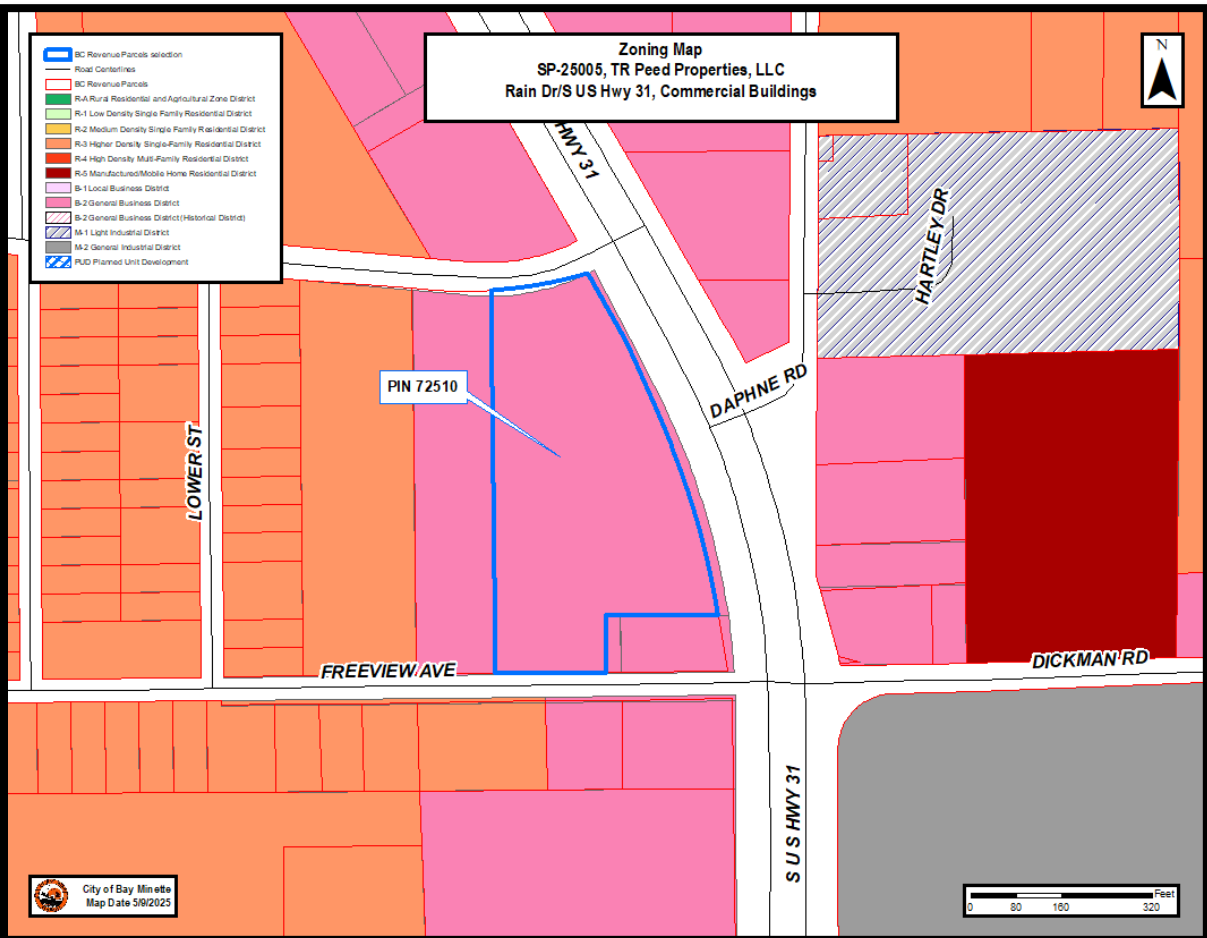 Zoning Map
SP-25005, TR Peed Properties, LLC
Rain Dr/S US Hwy 31, Commercial Buildings
N
BC Revenue Parcels selection
Road Centerlines
BC Revenue Parcels
R-A Rural Residential and Agricultural Zone District
R-1 Low Density Single Family Residential District
R-2 Medium Density Single Family Residential District
R-3 Higher Density Single-Family Residential District
R-4 High Density Multi-Family Residential District
R-5 Manufactured/Mobile Home Residential District
B-1 Local Business District
B-2 General Business District
B-2 General Business District (Historical District)
M-1 Light Industrial District
M-2 General Industrial District
PUD Planned Unit Development
HWY 31
HARTLEY DR
PIN 72510
DAPHNE RD
LOWER ST
FREEVIEW AVE
DICKMAN RD
S U S HWY 31
City of Bay Minette
Map Date 5/9/2025
Feet
0 80 160 320